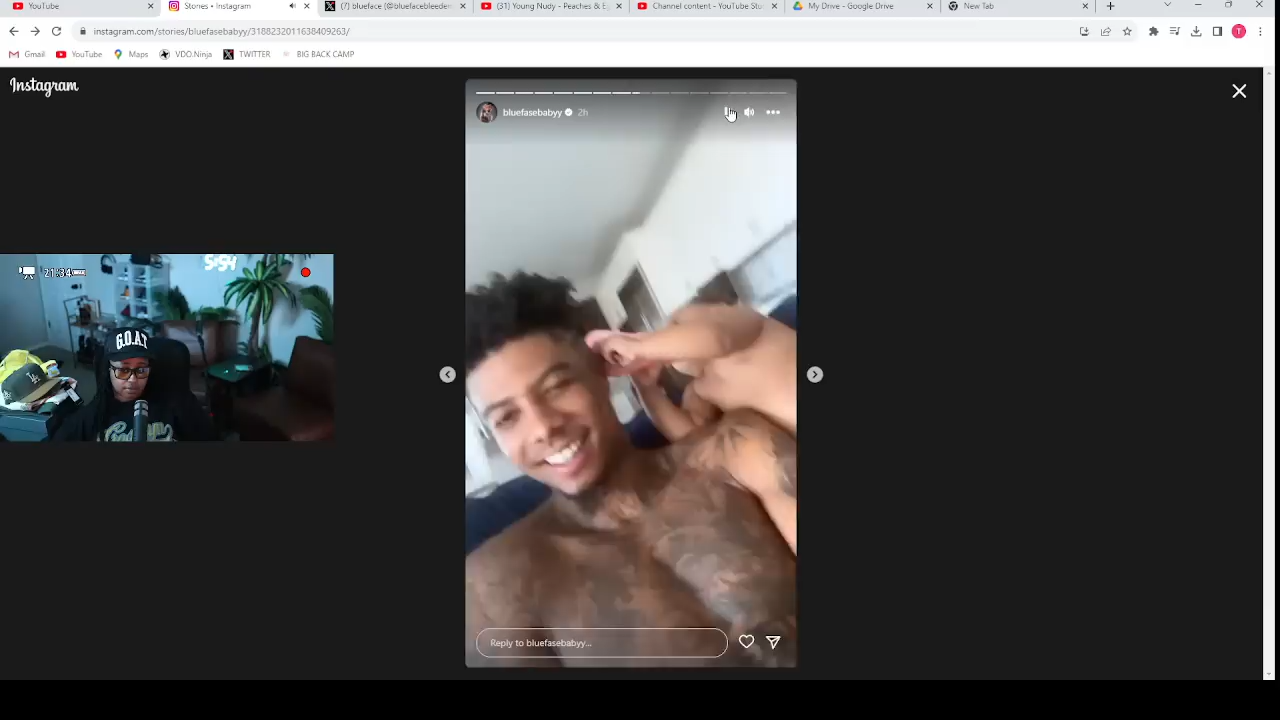 YouTube
Stories • Instagram
(7) blueface (@bluefacebleedem
(31) Young Nudy - Peaches & E
Channel content - YouTube Stu
My Drive - Google Drive
New Tab
instagram.com/stories/bluefasebabyy/3188232011638409263/
T
Gmail
YouTube
Maps
VDO.Ninja
TWITTER
BIG BACK CAMP
Instagram
bluefasebabyy
2h
21:34
G.O.A.T
Reply to bluefasebabyy...